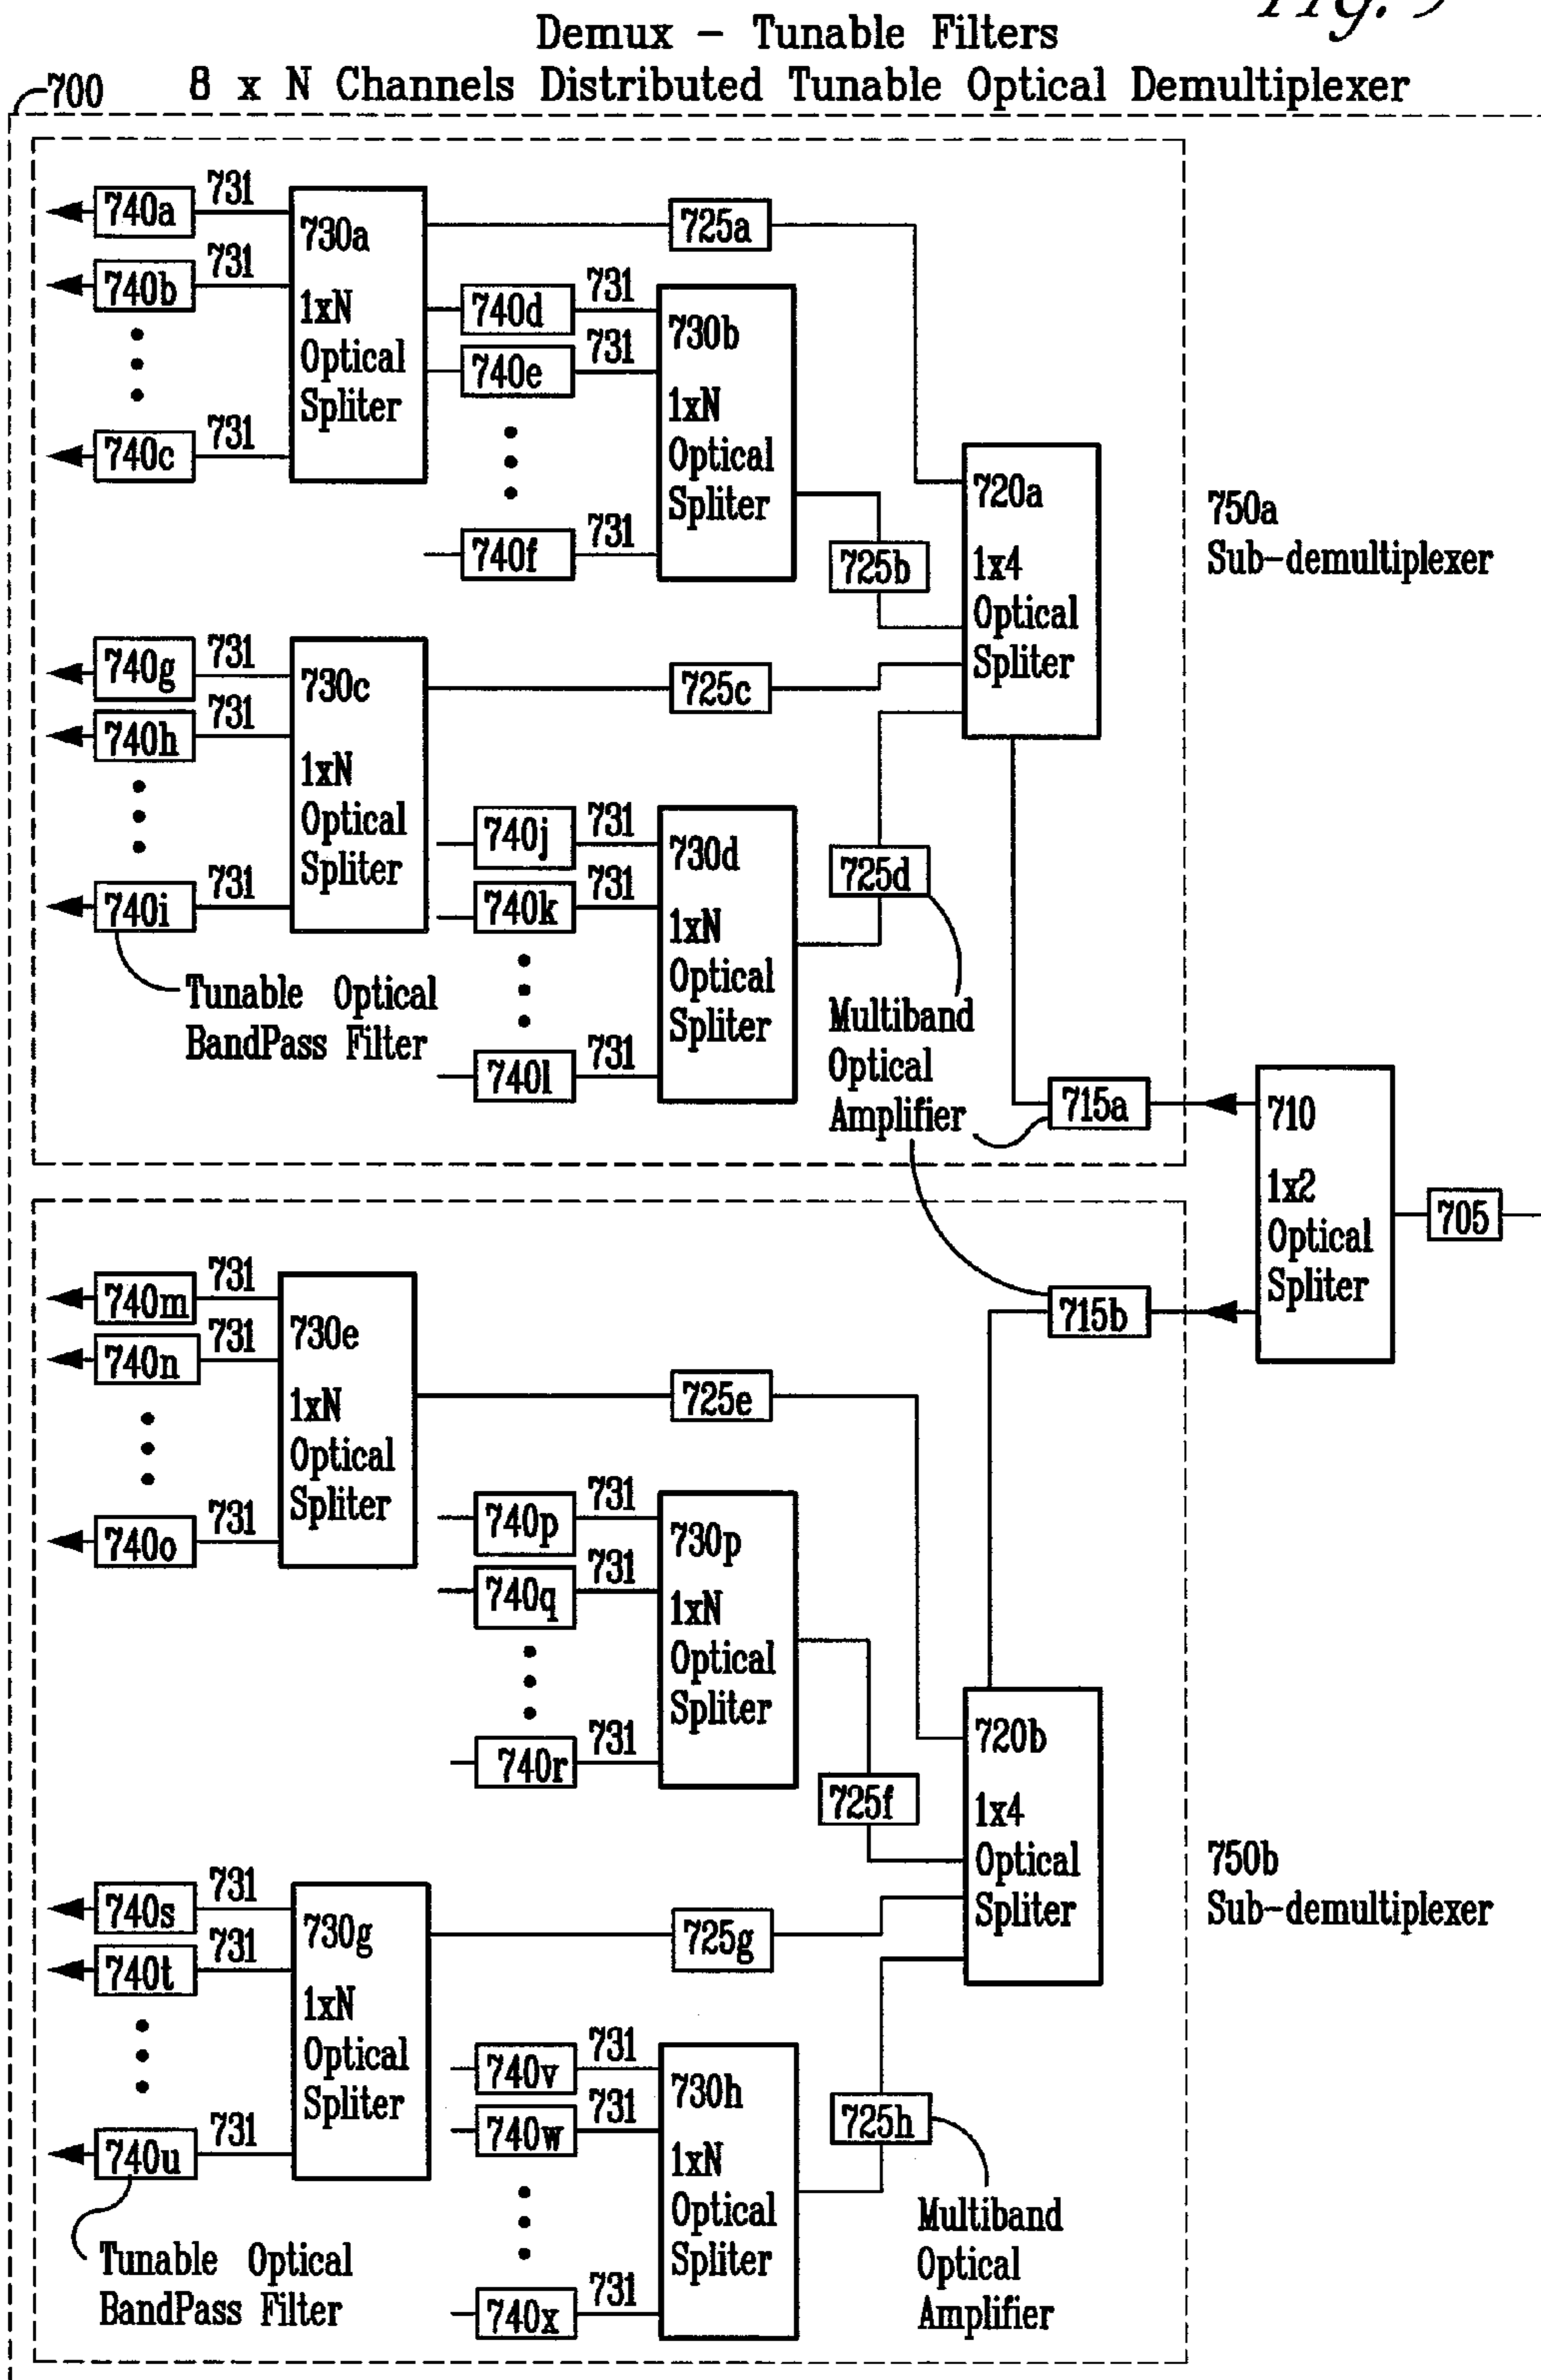 Demux - Tunable Filters
8 x N Channels Distributed Tunable Optical Demultiplexer
700
740a
731
740b
731
740c
731
730a
1xN
Optical
Spliter
725a
740d
731
740e
731
740f
731
730b
1xN
Optical
Spliter
725b
720a
1x4
Optical
Spliter
750a
Sub-demultiplexer
740g
731
740h
731
740i
731
730c
1xN
Optical
Spliter
725c
Tunable Optical
BandPass Filter
740j
731
740k
731
740l
731
730d
1xN
Optical
Spliter
725d
Multiband
Optical
Amplifier
715a
710
1x2
Optical
Spliter
705
715b
740m
731
740n
731
740o
731
730e
1xN
Optical
Spliter
725e
740p
731
740q
731
740r
731
730p
1xN
Optical
Spliter
725f
720b
1x4
Optical
Spliter
750b
Sub-demultiplexer
740s
731
740t
731
740u
731
730g
1xN
Optical
Spliter
725g
Tunable Optical
BandPass Filter
740v
731
740w
731
740x
731
730h
1xN
Optical
Spliter
725h
Multiband
Optical
Amplifier